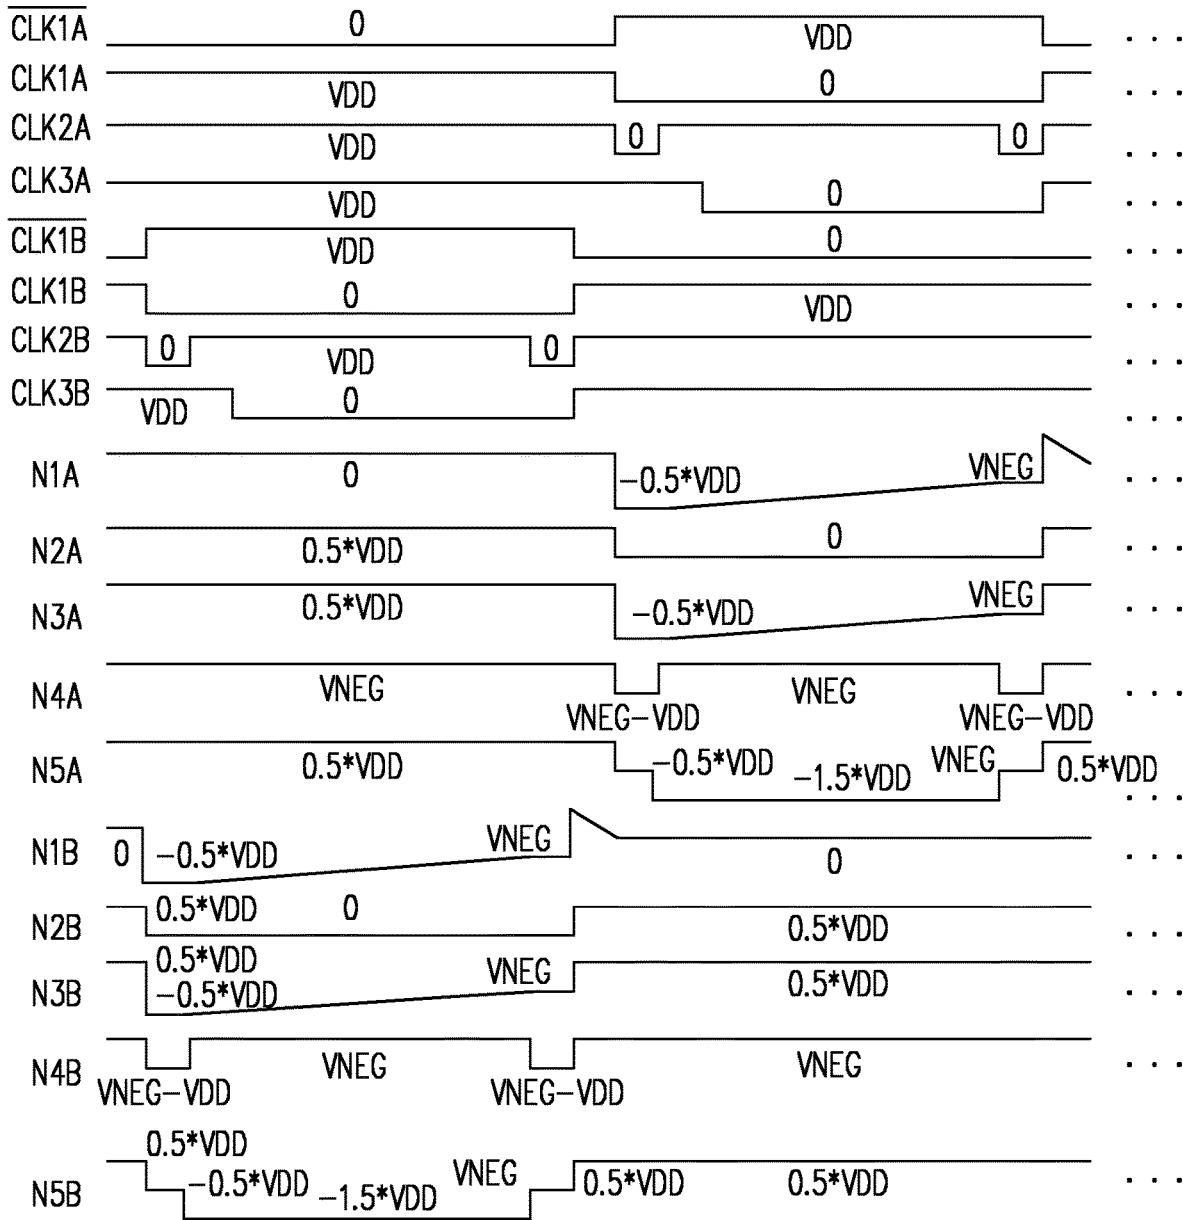 CLK1A 0 VDD . . .
CLK1A VDD 0 . . .
CLK2A VDD 0 0 . . .
CLK3A VDD 0 . . .
CLK1B VDD 0 . . .
CLK1B 0 VDD . . .
CLK2B 0 VDD 0 . . .
CLK3B VDD 0 . . .
N1A 0 -0.5*VDD VNEG . . .
N2A 0.5*VDD 0 . . .
N3A 0.5*VDD -0.5*VDD VNEG . . .
N4A VNEG VNEG . . .
VNEG-VDD VNEG-VDD
N5A 0.5*VDD -0.5*VDD -1.5*VDD VNEG 0.5*VDD . . .
N1B 0 -0.5*VDD VNEG 0 . . .
N2B 0.5*VDD 0 0.5*VDD . . .
0.5*VDD
N3B -0.5*VDD VNEG 0.5*VDD . . .
N4B VNEG VNEG . . .
VNEG-VDD VNEG-VDD
0.5*VDD
N5B -0.5*VDD -1.5*VDD VNEG 0.5*VDD 0.5*VDD . . .